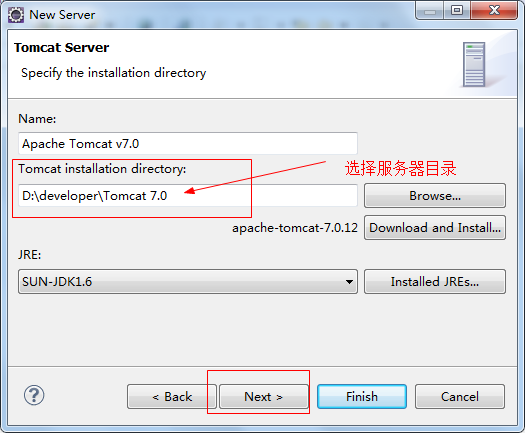 New Server
Tomcat Server
Specify the installation directory
Name:
Apache Tomcat v7.0
Tomcat installation directory:
选择服务器目录
D:\developer\Tomcat 7.0
Browse...
apache-tomcat-7.0.12
Download and Install...
JRE:
SUN-JDK1.6
Installed JREs...
?
< Back
Next >
Finish
Cancel